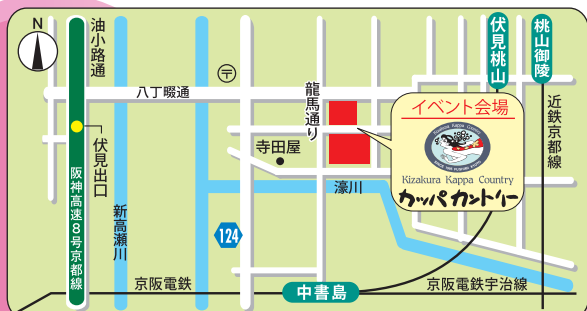 N
油小路通
八丁畷通
〒
龍馬通り
伏見桃山
桃山御陵
近鉄京都線
イベント会場
Kizakura Kappa Country
カッパカントリー
寺田屋
伏見出口
阪神高速8号京都線
新高瀬川
濠川
124
京阪電鉄
中書島
京阪電鉄宇治線